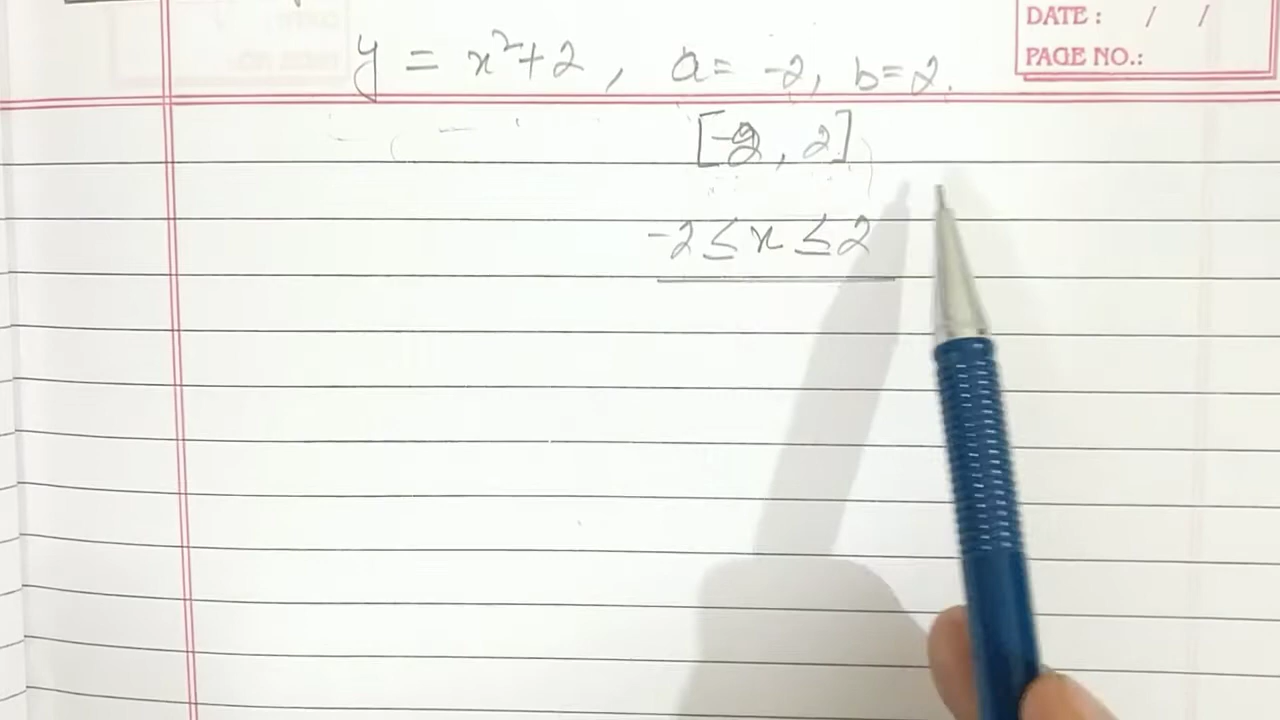 DATE : / /
PAGE NO.:
y = x²+2, a= -2, b=2.
[-2, 2]
-2 ≤ x ≤ 2